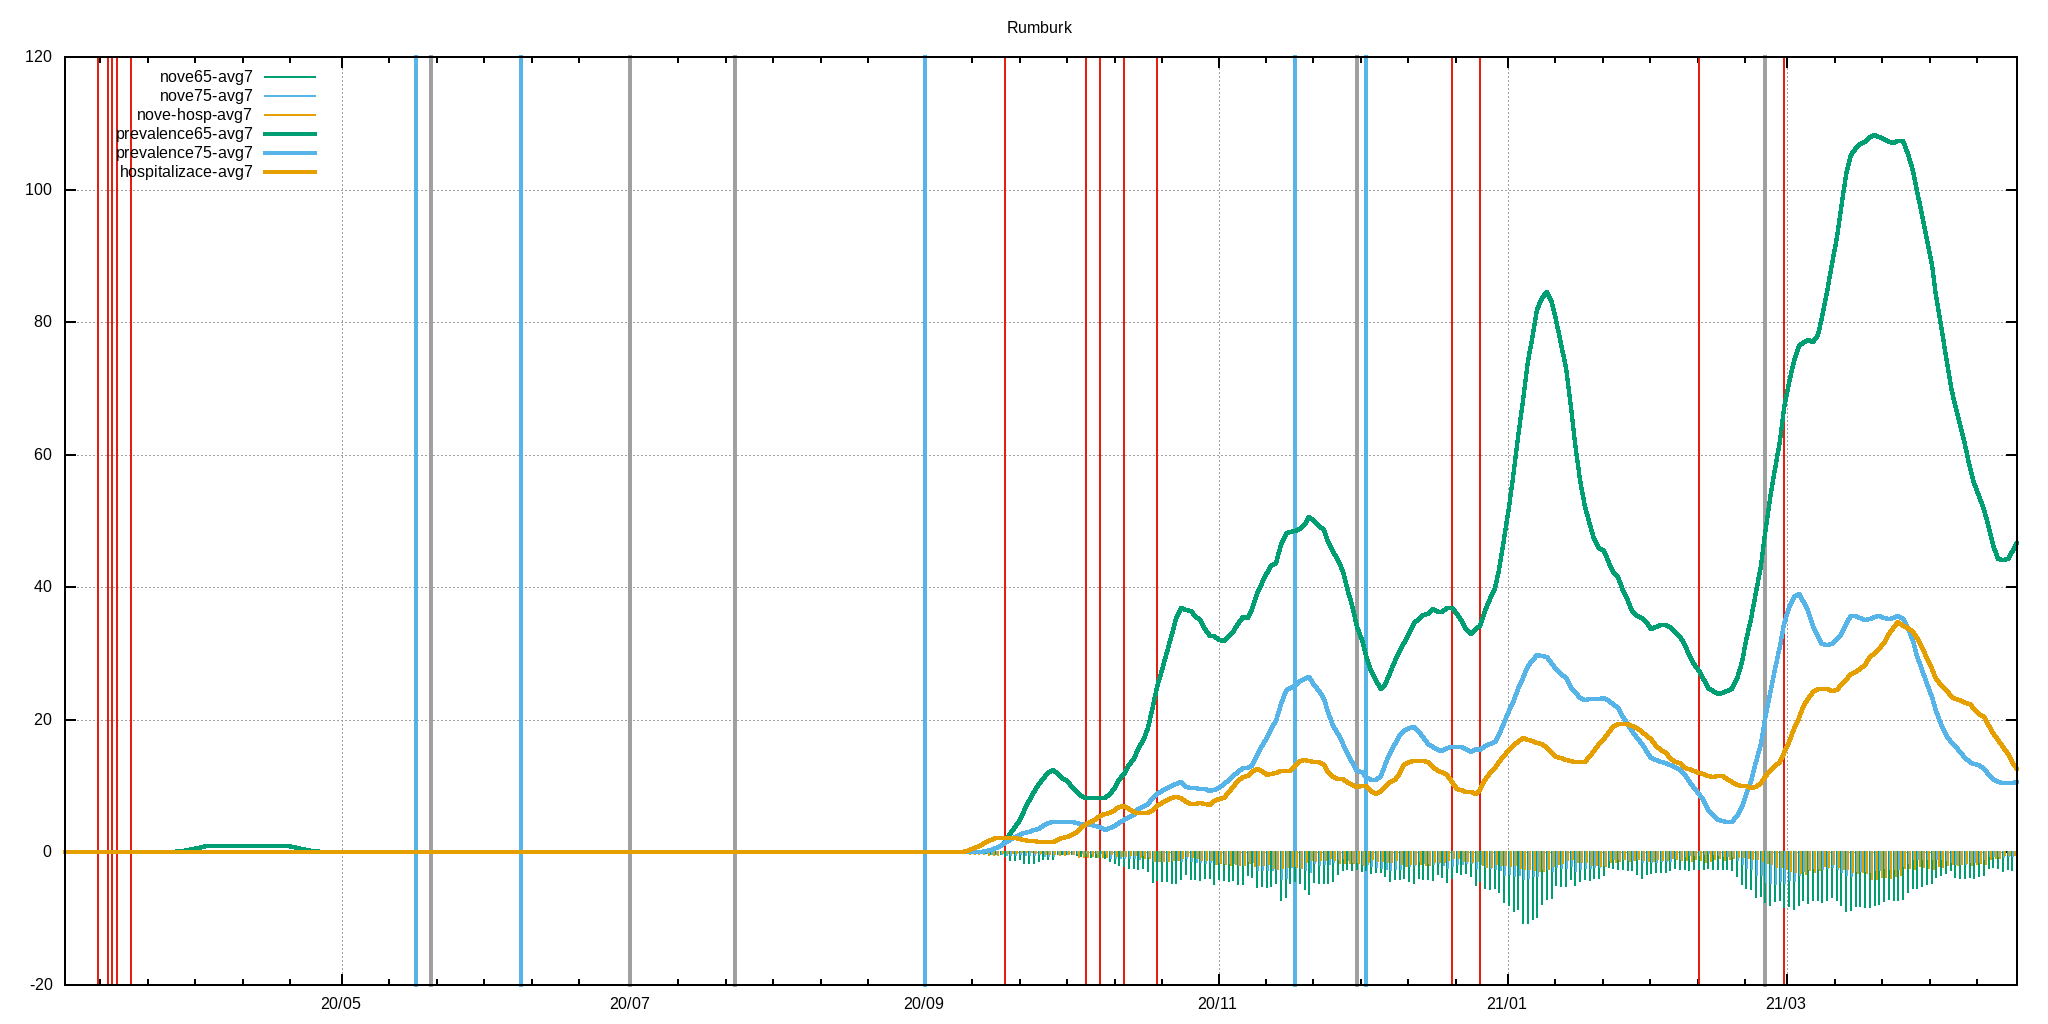 Rumburk
120
100
80
60
40
20
0
-20
nove65-avg7
nove75-avg7
nove-hosp-avg7
prevalence65-avg7
prevalence75-avg7
hospitalizace-avg7
20/05 20/07 20/09 20/11 21/01 21/03